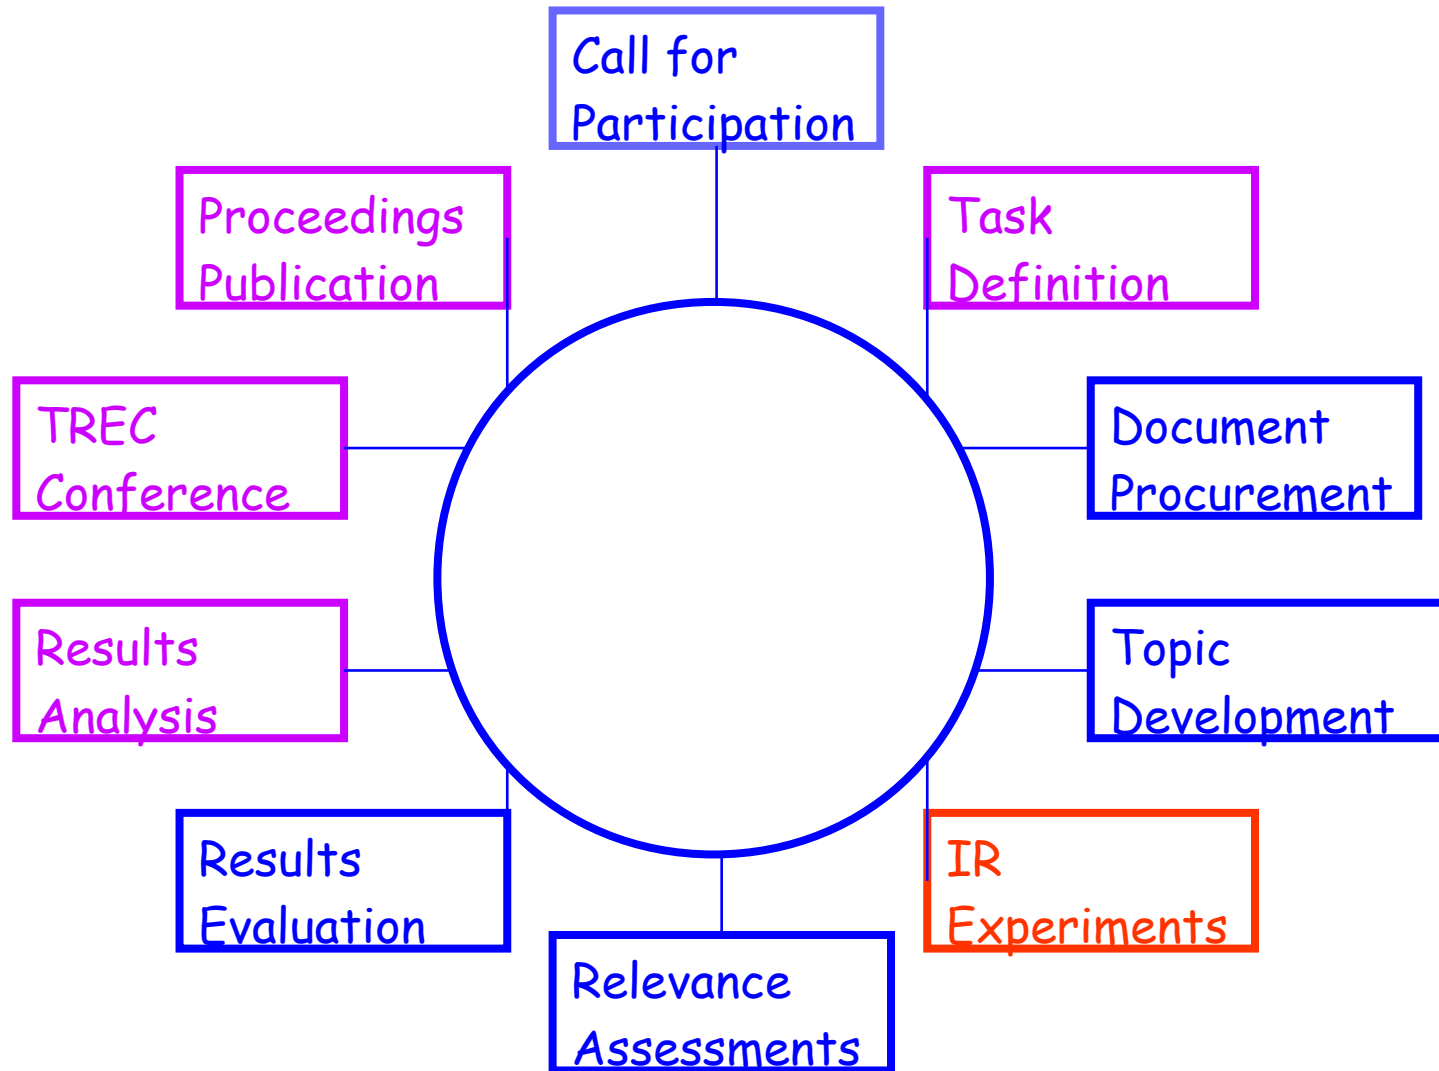 Call for
Participation
Proceedings
Publication
Task
Definition
TREC
Conference
Document
Procurement
Results
Analysis
Topic
Development
Results
Evaluation
IR
Experiments
Relevance
Assessments